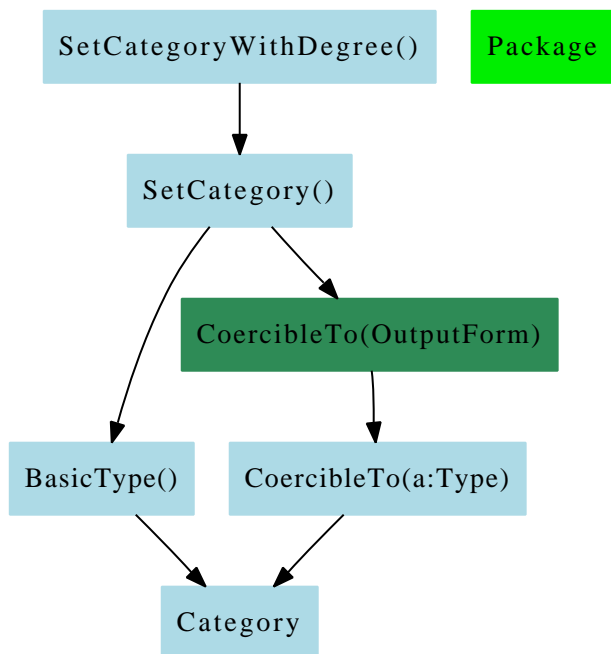 SetCategoryWithDegree()
Package
SetCategory()
CoercibleTo(OutputForm)
BasicType()
CoercibleTo(a:Type)
Category